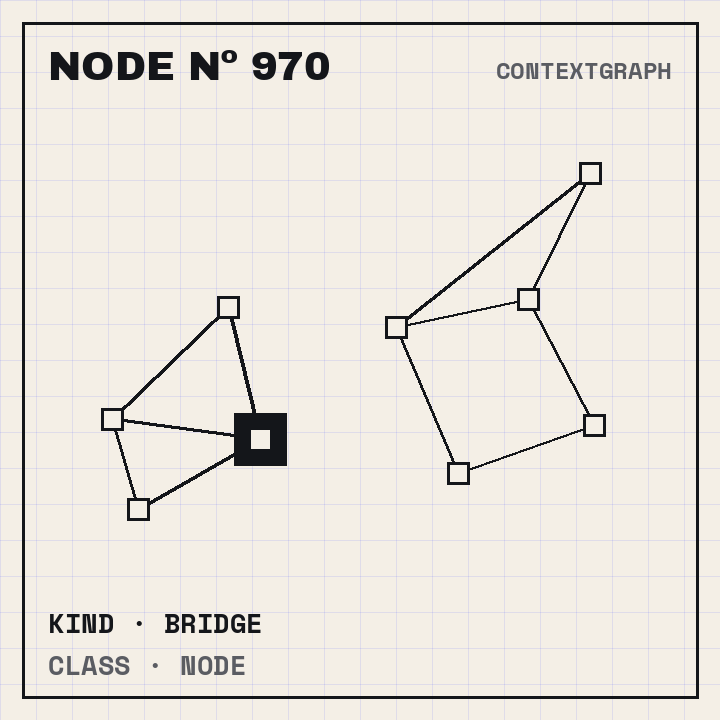 NODE Nº 970
CONTEXTGRAPH
KIND · BRIDGE
CLASS · NODE